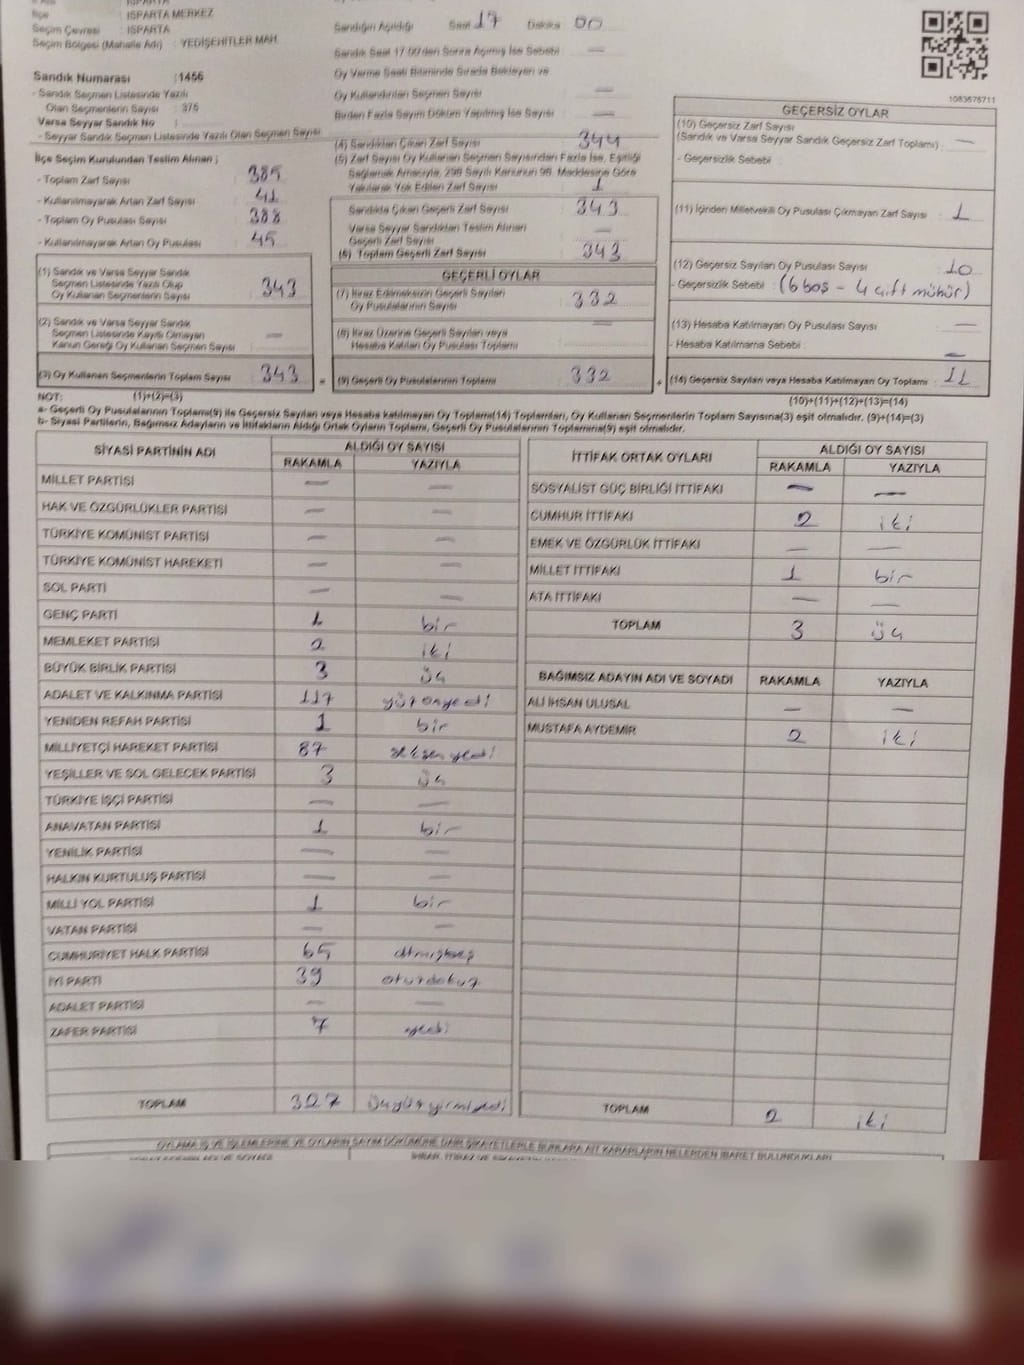 İlçe : ISPARTA MERKEZ
Seçim Çevresi : ISPARTA
Seçim Bölgesi (Mahalle Adı) : YEDİŞEHİTLER MAH.
Sandık Numarası : 1456
- Sandık Seçmen Listesinde Yazılı
Olan Seçmenlerin Sayısı : 375
Varsa Seyyar Sandık No :
- Seyyar Sandık Seçmen Listesinde Yazılı Olan Seçmen Sayısı
İlçe Seçim Kurulundan Teslim Alınan ;
- Toplam Zarf Sayısı : 385
- Kullanılmayarak Artan Zarf Sayısı : 41
- Toplam Oy Pusulası Sayısı : 388
- Kullanılmayarak Artan Oy Pusulası : 45
(1) Sandık ve Varsa Seyyar Sandık
Seçmen Listesinde Yazılı Olup
Oy Kullanan Seçmenlerin Sayısı : 343
(2) Sandık ve Varsa Seyyar Sandık
Seçmen Listesinde Kayıtlı Olmayan
Kanun Gereği Oy Kullanan Seçmen Sayısı : —
(3) Oy Kullanan Seçmenlerin Toplam Sayısı : 343 =
Sandığın Açıldığı Saat 17 Dakika 00
Sandık Saat 17.00'den Sonra Açılmış İse Sebebi : —
Oy Verme Saati Bitiminde Sırada Bekleyen ve
Oy Kullandırılan Seçmen Sayısı : —
Birden Fazla Sayım Döküm Yapılmış İse Sayısı : —
(4) Sandıktan Çıkan Zarf Sayısı : 344
(5) Zarf Sayısı Oy Kullanan Seçmen Sayısından Fazla İse, Eşitliği
Sağlamak Amacıyla, 298 Sayılı Kanunun 98. Maddesine Göre
Yakılarak Yok Edilen Zarf Sayısı : 1
Sandıkta Çıkan Geçerli Zarf Sayısı : 343
Varsa Seyyar Sandıktan Teslim Alınan
Geçerli Zarf Sayısı : —
(6) Toplam Geçerli Zarf Sayısı : 343
GEÇERLİ OYLAR
(7) İtiraz Edilmeksizin Geçerli Sayılan
Oy Pusulasının Sayısı : 332
(8) İtiraz Üzerine Geçerli Sayılan veya
Hesaba Katılan Oy Pusulası Toplamı : —
(9) Geçerli Oy Pusulalarının Toplamı : 332 +
1083678711
GEÇERSİZ OYLAR
(10) Geçersiz Zarf Sayısı
(Sandık ve Varsa Seyyar Sandık Geçersiz Zarf Toplamı) : —
- Geçersizlik Sebebi :
(11) İçinden Milletvekili Oy Pusulası Çıkmayan Zarf Sayısı : 1
(12) Geçersiz Sayılan Oy Pusulası Sayısı : 10
- Geçersizlik Sebebi : (6 boş - 4 çift mühür)
(13) Hesaba Katılmayan Oy Pusulası Sayısı : —
- Hesaba Katılmama Sebebi : —
(14) Geçersiz Sayılan veya Hesaba Katılmayan Oy Toplamı : 11
NOT: (1)+(2)=(3) (10)+(11)+(12)+(13)=(14)
a- Geçerli Oy Pusulalarının Toplamı(9) ile Geçersiz Sayılan veya Hesaba katılmayan Oy Toplamı(14) Toplamları, Oy Kullanan Seçmenlerin Toplam Sayısına(3) eşit olmalıdır. (9)+(14)=(3)
b- Siyasi Partilerin, Bağımsız Adayların ve İttifakların Aldığı Ortak Oyların Toplamı, Geçerli Oy Pusulalarının Toplamına(9) eşit olmalıdır.
SİYASİ PARTİNİN ADI ALDIĞI OY SAYISI
RAKAMLA YAZIYLA
MİLLET PARTİSİ — —
HAK VE ÖZGÜRLÜKLER PARTİSİ — —
TÜRKİYE KOMÜNİST PARTİSİ — —
TÜRKİYE KOMÜNİST HAREKETİ — —
SOL PARTİ — —
GENÇ PARTİ 1 bir
MEMLEKET PARTİSİ 2 iki
BÜYÜK BİRLİK PARTİSİ 3 üç
ADALET VE KALKINMA PARTİSİ 117 yüzonyedi
YENİDEN REFAH PARTİSİ 1 bir
MİLLİYETÇİ HAREKET PARTİSİ 87 seksenyedi
YEŞİLLER VE SOL GELECEK PARTİSİ 3 üç
TÜRKİYE İŞÇİ PARTİSİ — —
ANAVATAN PARTİSİ 1 bir
YENİLİK PARTİSİ — —
HALKIN KURTULUŞ PARTİSİ — —
MİLLİ YOL PARTİSİ 1 bir
VATAN PARTİSİ — —
CUMHURİYET HALK PARTİSİ 65 atmışbeş
İYİ PARTİ 39 otuzdokuz
ADALET PARTİSİ — —
ZAFER PARTİSİ 7 yedi
TOPLAM 327 üçyüzyirmiyedi
İTTİFAK ORTAK OYLARI ALDIĞI OY SAYISI
RAKAMLA YAZIYLA
SOSYALİST GÜÇ BİRLİĞİ İTTİFAKI — —
CUMHUR İTTİFAKI 2 iki
EMEK VE ÖZGÜRLÜK İTTİFAKI — —
MİLLET İTTİFAKI 1 bir
ATA İTTİFAKI — —
TOPLAM 3 üç
BAĞIMSIZ ADAYIN ADI VE SOYADI RAKAMLA YAZIYLA
ALİ İHSAN ULUSAL — —
MUSTAFA AYDEMİR 2 iki
TOPLAM 2 iki
OYLAMA İŞ VE İŞLEMLERİNE VE OYLARIN SAYIM DÖKÜMÜNE DAİR ŞİKAYETLERLE BUNLARA AİT KARARLARIN NELERDEN İBARET BULUNDUKLARI